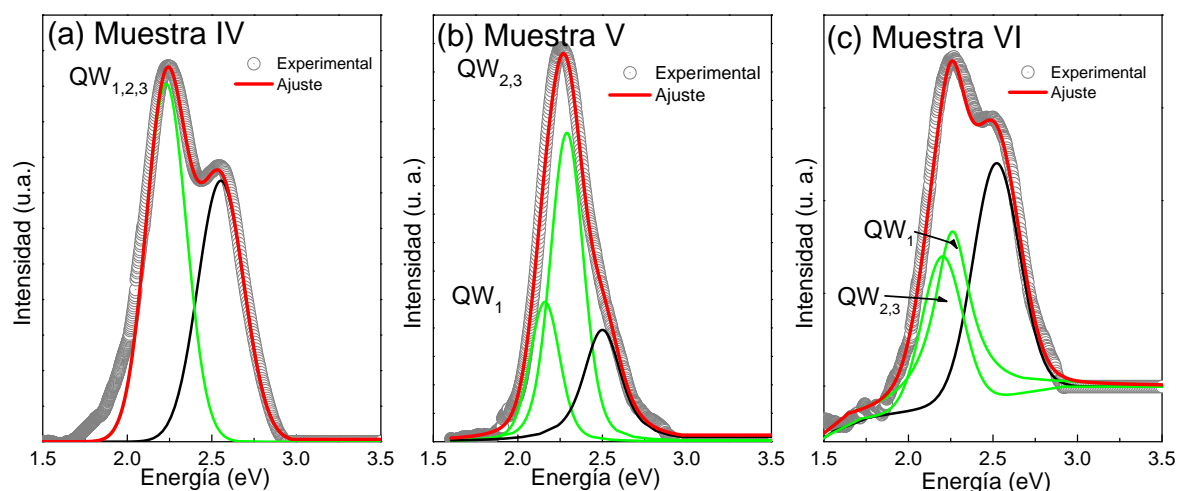 (a) Muestra IV
QW1,2,3
Experimental
Ajuste
Intensidad (u.a.)
1.5 2.0 2.5 3.0 3.5
Energía (eV)
(b) Muestra V
QW2,3
Experimental
Ajuste
QW1
Intensidad (u. a.)
1.5 2.0 2.5 3.0 3.5
Energía (eV)
(c) Muestra VI
Experimental
Ajuste
QW1
QW2,3
Intensidad (u. a.)
1.5 2.0 2.5 3.0 3.5
Energía (eV)